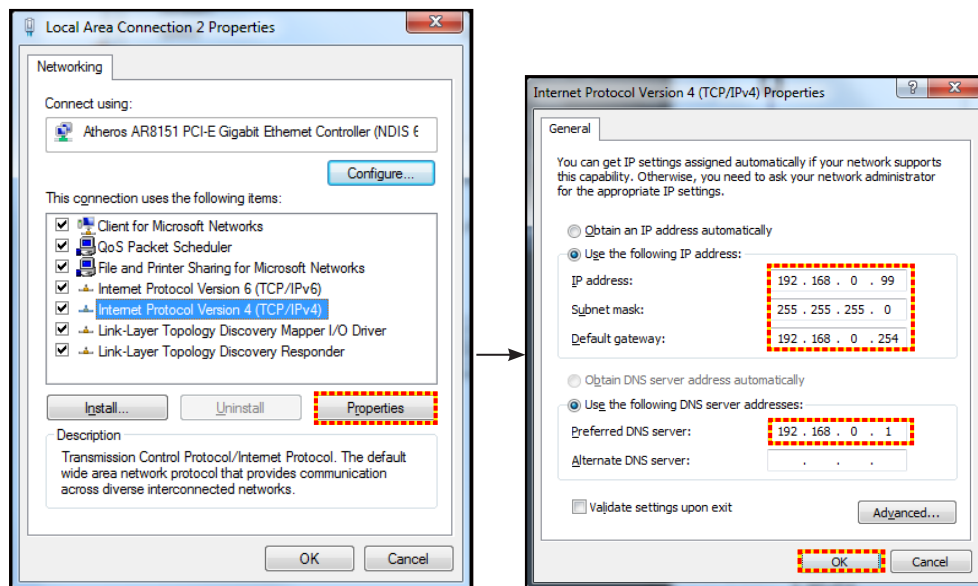 Local Area Connection 2 Properties
Networking
Connect using:
Atheros AR8151 PCI-E Gigabit Ethernet Controller (NDIS 6
Configure...
This connection uses the following items:
Client for Microsoft Networks
QoS Packet Scheduler
File and Printer Sharing for Microsoft Networks
Internet Protocol Version 6 (TCP/IPv6)
Internet Protocol Version 4 (TCP/IPv4)
Link-Layer Topology Discovery Mapper I/O Driver
Link-Layer Topology Discovery Responder
Install...
Uninstall
Properties
Description
Transmission Control Protocol/Internet Protocol. The default
wide area network protocol that provides communication
across diverse interconnected networks.
OK
Cancel
Internet Protocol Version 4 (TCP/IPv4) Properties
General
You can get IP settings assigned automatically if your network supports
this capability. Otherwise, you need to ask your network administrator
for the appropriate IP settings.
Obtain an IP address automatically
Use the following IP address:
IP address: 192 . 168 . 0 . 99
Subnet mask: 255 . 255 . 255 . 0
Default gateway: 192 . 168 . 0 . 254
Obtain DNS server address automatically
Use the following DNS server addresses:
Preferred DNS server: 192 . 168 . 0 . 1
Alternate DNS server: . . .
Validate settings upon exit
Advanced...
OK
Cancel